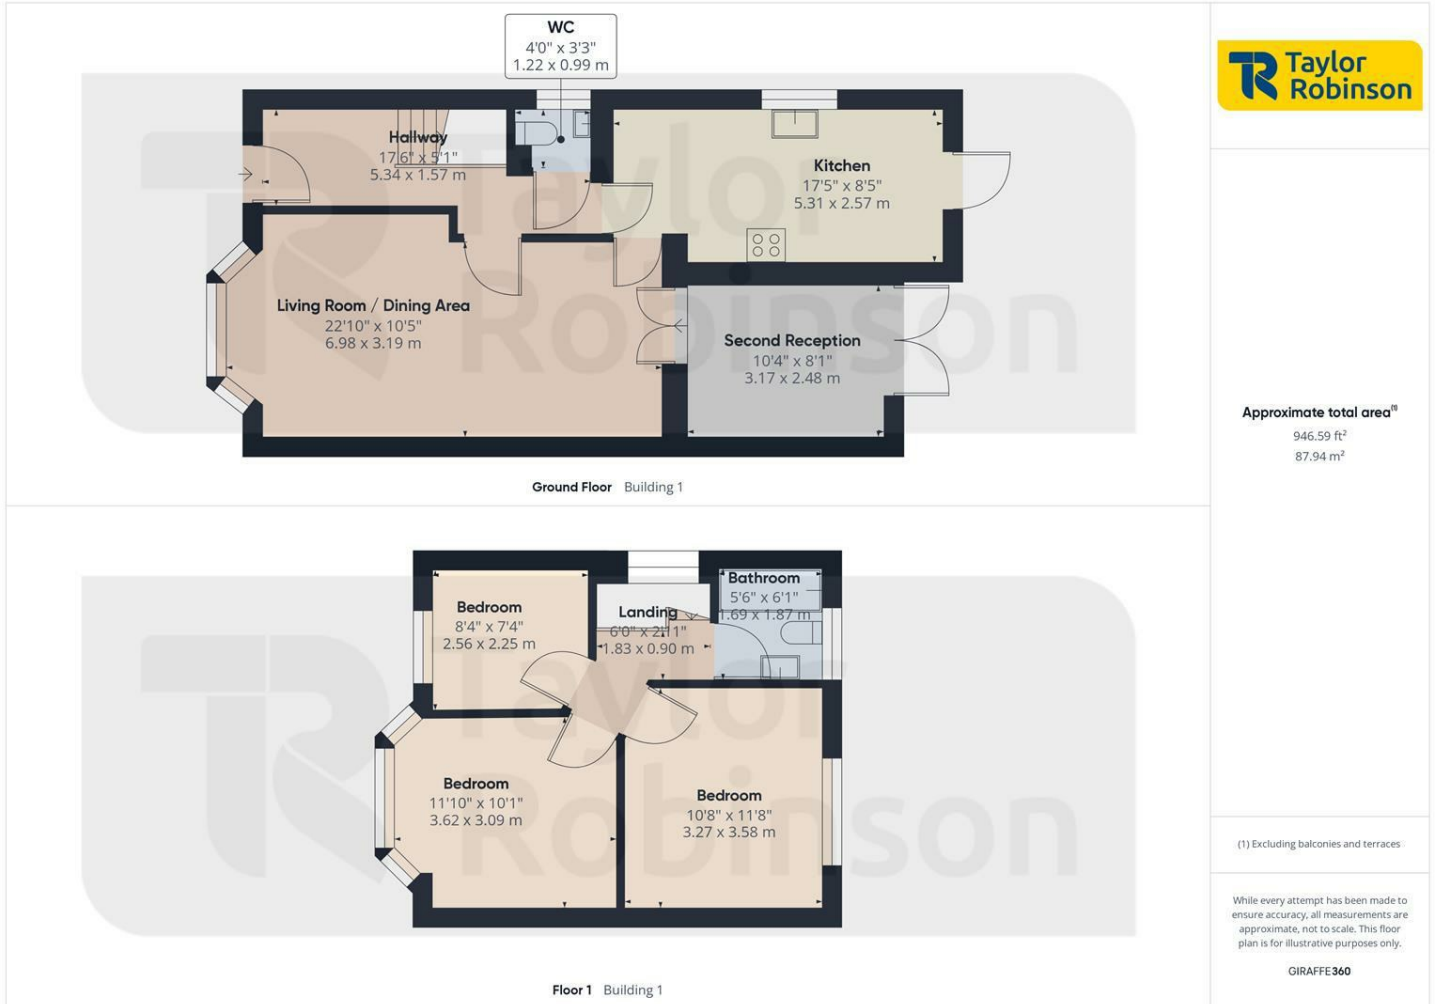 WC
4'0" x 3'3"
1.22 x 0.99 m
Hallway
17'6" x 5'1"
5.34 x 1.57 m
Kitchen
17'5" x 8'5"
5.31 x 2.57 m
Living Room / Dining Area
22'10" x 10'5"
6.98 x 3.19 m
Second Reception
10'4" x 8'1"
3.17 x 2.48 m
Taylor
Robinson
Ground Floor Building 1
Bedroom
8'4" x 7'4"
2.56 x 2.25 m
Landing
6'0" x 2'11"
1.83 x 0.90 m
Bathroom
5'6" x 6'1"
1.69 x 1.87 m
Bedroom
11'10" x 10'1"
3.62 x 3.09 m
Bedroom
10'8" x 11'8"
3.27 x 3.58 m
Taylor
Robinson
Floor 1 Building 1
Taylor
Robinson
Approximate total area⁽¹⁾
946.59 ft²
87.94 m²
(1) Excluding balconies and terraces
While every attempt has been made to
ensure accuracy, all measurements are
approximate, not to scale. This floor
plan is for illustrative purposes only.
GIRAFFE360